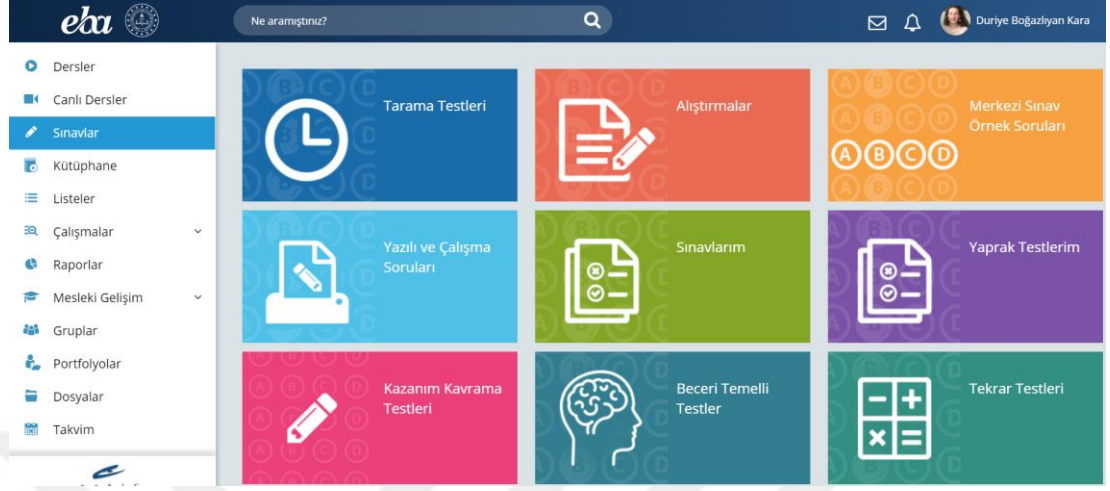 eba
Ne aramıştınız?
Duriye Boğazlıyan Kara
Dersler
Canlı Dersler
Sınavlar
Kütüphane
Listeler
Çalışmalar
Raporlar
Mesleki Gelişim
Gruplar
Portfolyolar
Dosyalar
Takvim
Tarama Testleri
Alıştırmalar
Merkezi Sınav
Örnek Soruları
A B C D
Yazılı ve Çalışma
Soruları
Sınavlarım
Yaprak Testlerim
Kazanım Kavrama
Testleri
Beceri Temelli
Testler
Tekrar Testleri